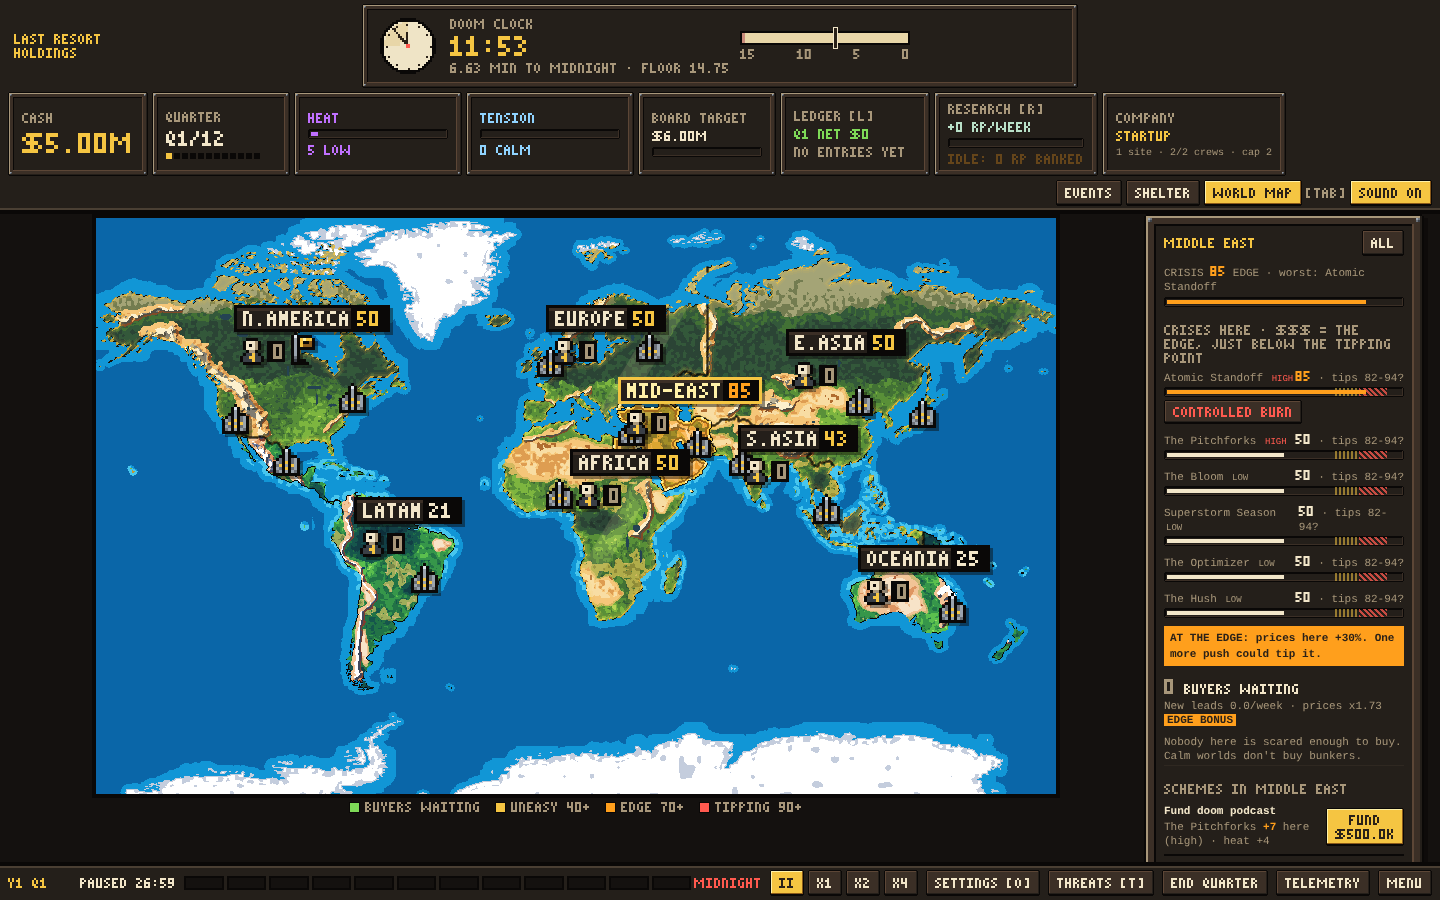 LAST RESORT
HOLDINGS
DOOM CLOCK
11:53
6.63 MIN TO MIDNIGHT · FLOOR 14.75
15 10 5 0
CASH
$5.00M
QUARTER
Q1/12
HEAT
5 LOW
TENSION
0 CALM
BOARD TARGET
$6.00M
LEDGER [L]
Q1 NET $0
NO ENTRIES YET
RESEARCH [R]
+0 RP/WEEK
IDLE: 0 RP BANKED
COMPANY
STARTUP
1 site · 2/2 crews · cap 2
EVENTS
SHELTER
WORLD MAP
[TAB]
SOUND ON
N.AMERICA 50
0
EUROPE 50
0
E.ASIA 50
0
MID-EAST 85
0
S.ASIA 43
0
AFRICA 50
0
LATAM 21
0
OCEANIA 25
0
BUYERS WAITING
UNEASY 40+
EDGE 70+
TIPPING 90+
MIDDLE EAST
ALL
CRISIS 85 EDGE · worst: Atomic
Standoff
CRISES HERE · $$$ = THE
EDGE, JUST BELOW THE TIPPING
POINT
Atomic Standoff HIGH 85 · tips 82-94?
CONTROLLED BURN
The Pitchforks HIGH 50 · tips 82-94?
The Bloom LOW 50 · tips 82-94?
Superstorm Season 50 · tips 82-
LOW 94?
The Optimizer LOW 50 · tips 82-94?
The Hush LOW 50 · tips 82-94?
AT THE EDGE: prices here +30%. One
more push could tip it.
0 BUYERS WAITING
New leads 0.0/week · prices x1.73
EDGE BONUS
Nobody here is scared enough to buy.
Calm worlds don't buy bunkers.
SCHEMES IN MIDDLE EAST
Fund doom podcast
The Pitchforks +7 here
(high) · heat +4
FUND
$500.0K
Y1 Q1
PAUSED 26:59
MIDNIGHT
II
X1
X2
X4
SETTINGS [O]
THREATS [T]
END QUARTER
TELEMETRY
MENU